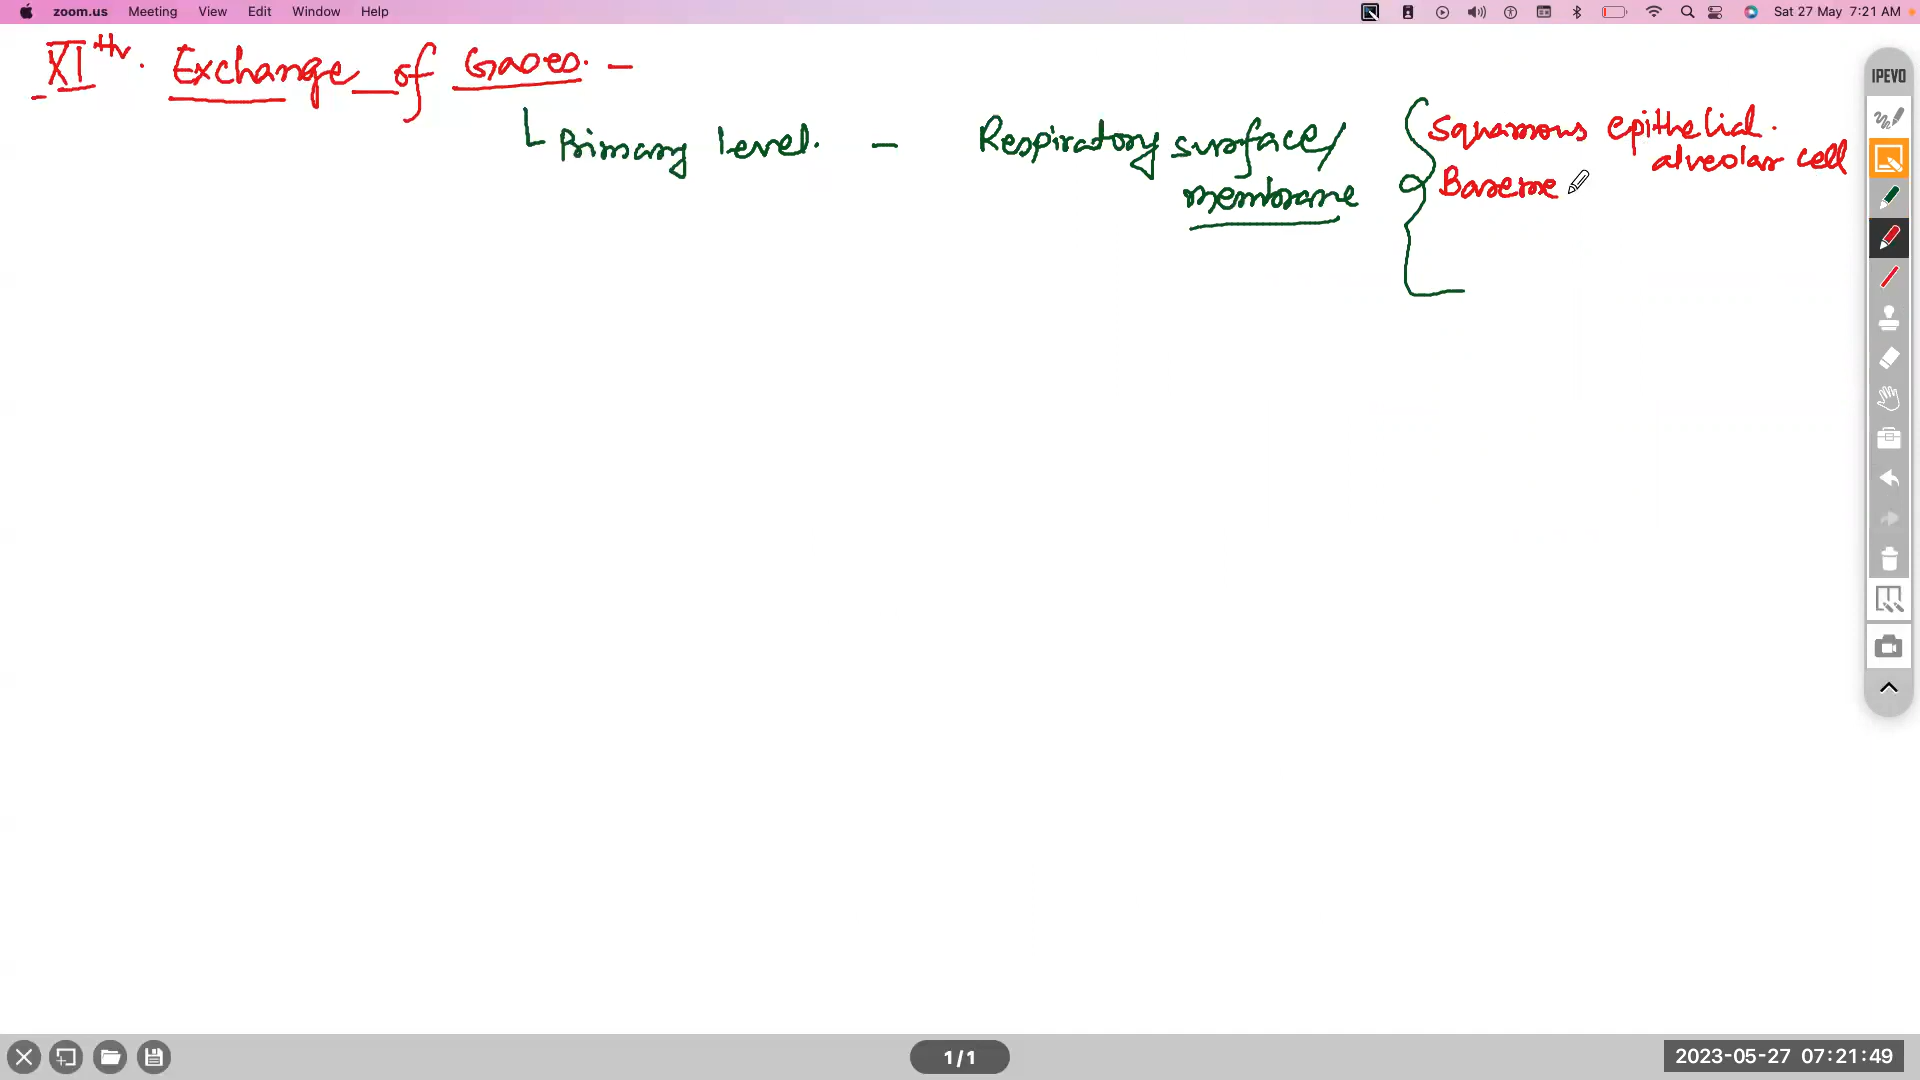 zoom.us Meeting View Edit Window Help Sat 27 May 7:21 AM
XIth. Exchange of Gases. -
IPEVO
Primary level. - Respiratory surface/
membrane
Squamous epithelial.
alveolar cell
Baseme
1/1
2023-05-27 07:21:49